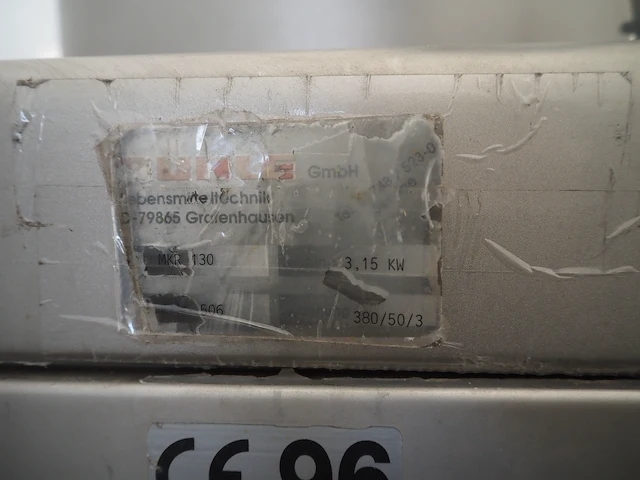 GmbH
Lebensmitteltechnik
D-79865 Grafenhausen
MKR 130
3,15 KW
506
380/50/3
CE 96